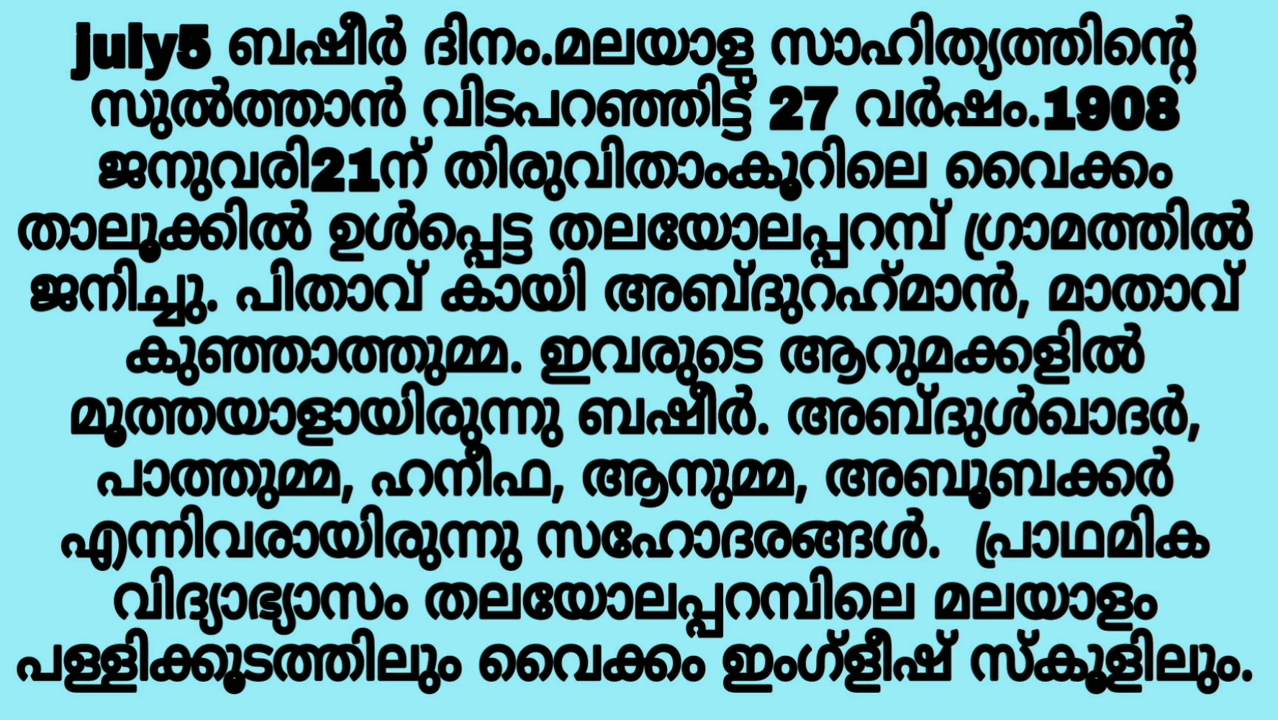 july5 ബഷീർ ദിനം.മലയാള സാഹിത്യത്തിന്റെ
സുൽത്താൻ വിടപറഞ്ഞിട്ട് 27 വർഷം.1908
ജനുവരി21ന് തിരുവിതാംകൂറിലെ വൈക്കം
താലൂക്കിൽ ഉൾപ്പെട്ട തലയോലപ്പറമ്പ് ഗ്രാമത്തിൽ
ജനിച്ചു. പിതാവ് കായി അബ്ദുറഹ്‌മാൻ, മാതാവ്
കുഞ്ഞാത്തുമ്മ. ഇവരുടെ ആറുമക്കളിൽ
മൂത്തയാളായിരുന്നു ബഷീർ. അബ്ദുൾഖാദർ,
പാത്തുമ്മ, ഹനീഫ, ആനുമ്മ, അബൂബക്കർ
എന്നിവരായിരുന്നു സഹോദരങ്ങൾ. പ്രാഥമിക
വിദ്യാഭ്യാസം തലയോലപ്പറമ്പിലെ മലയാളം
പള്ളിക്കൂടത്തിലും വൈക്കം ഇംഗ്ളീഷ് സ്കൂളിലും.